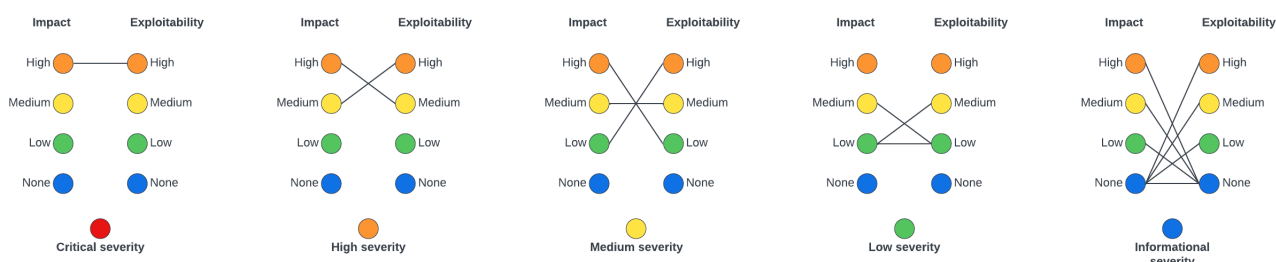 Impact Exploitability
High High
Medium Medium
Low Low
None None
Critical severity
Impact Exploitability
High High
Medium Medium
Low Low
None None
High severity
Impact Exploitability
High High
Medium Medium
Low Low
None None
Medium severity
Impact Exploitability
High High
Medium Medium
Low Low
None None
Low severity
Impact Exploitability
High High
Medium Medium
Low Low
None None
Informational
severity